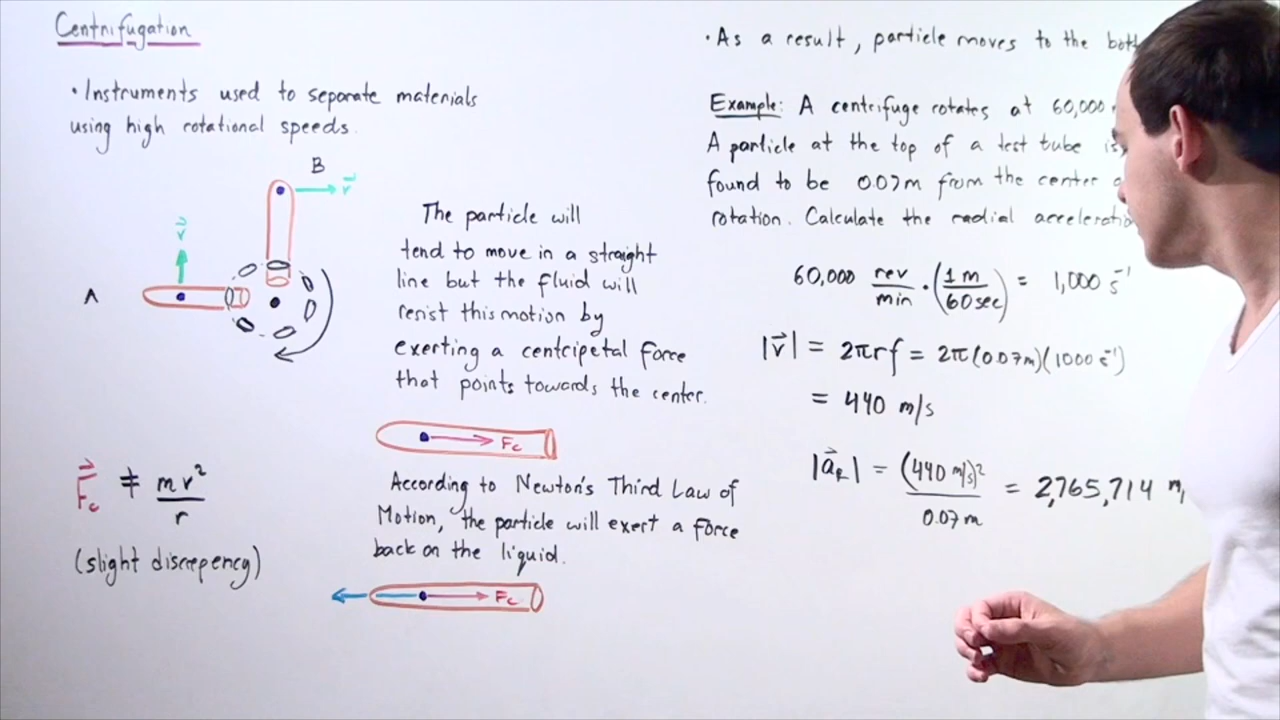 Centrifugation
• Instruments used to separate materials
using high rotational speeds.
B
v
v
A
The particle will
tend to move in a straight
line but the fluid will
resist this motion by
exerting a centripetal force
that points towards the center.
Fc
F⃗c ≠ mv²/r
(slight discrepency)
According to Newton's Third Law of
Motion, the particle will exert a force
back on the liquid.
Fc
• As a result, particle moves to the
Example: A centrifuge rotates at 60,000
A particle at the top of a test tube is
found to be 0.07m from the center
rotation. Calculate the radial
60,000 rev/min · (1m/60sec) = 1,000 s⁻¹
|v⃗| = 2πrf = 2π(0.07m)(1000 s⁻¹)
= 440 m/s
|a⃗R| = (440 m/s)²/0.07m = 2,765,714 m/